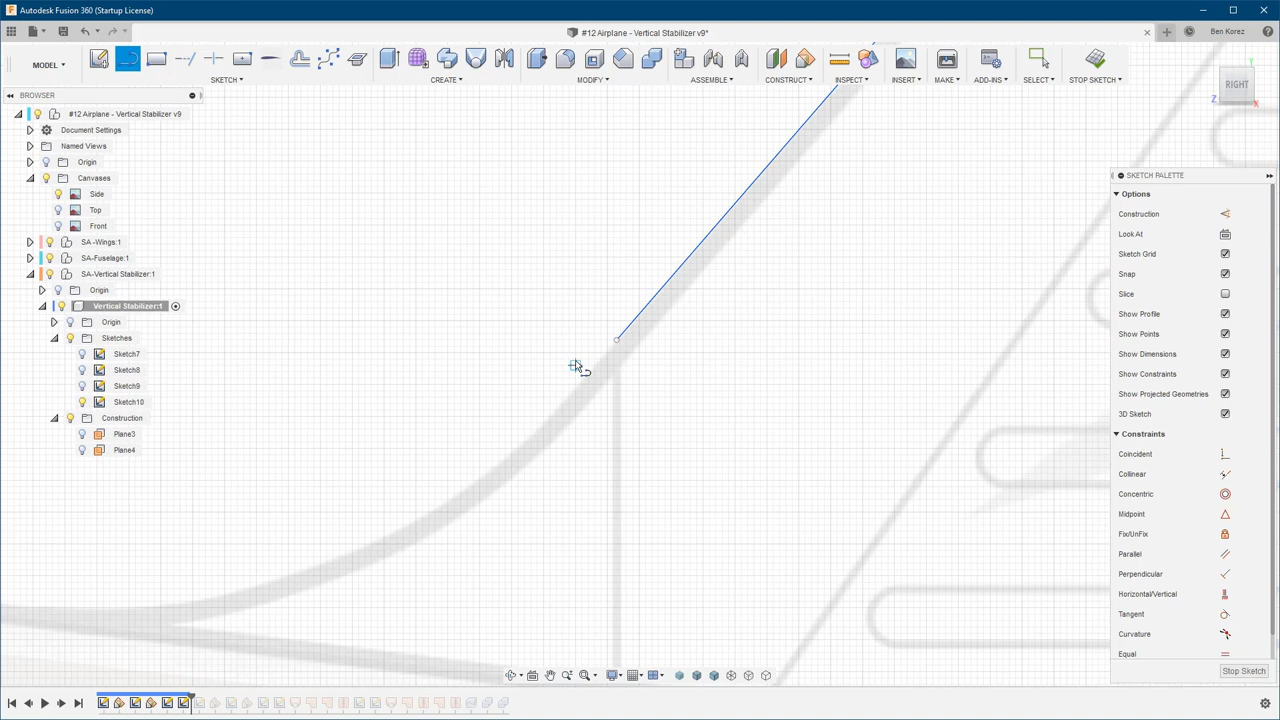 Autodesk Fusion 360 (Startup License)
#12 Airplane - Vertical Stabilizer v9*
Ben Korez
MODEL
SKETCH
CREATE
MODIFY
ASSEMBLE
CONSTRUCT
INSPECT
INSERT
MAKE
ADD-INS
SELECT
STOP SKETCH
RIGHT
Y
Z
X
BROWSER
#12 Airplane - Vertical Stabilizer v9
Document Settings
Named Views
Origin
Canvases
Side
Top
Front
SA -Wings:1
SA-Fuselage:1
SA-Vertical Stabilizer:1
Origin
Vertical Stabilizer:1
Origin
Sketches
Sketch7
Sketch8
Sketch9
Sketch10
Construction
Plane3
Plane4
SKETCH PALETTE
Options
Construction
Look At
Sketch Grid
Snap
Slice
Show Profile
Show Points
Show Dimensions
Show Constraints
Show Projected Geometries
3D Sketch
Constraints
Coincident
Collinear
Concentric
Midpoint
Fix/UnFix
Parallel
Perpendicular
Horizontal/Vertical
Tangent
Curvature
Equal
Stop Sketch